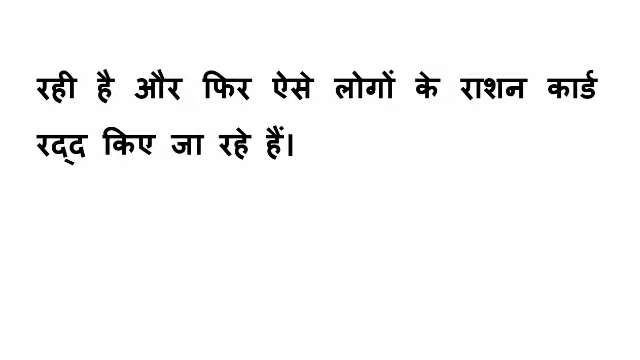 रही है और फिर ऐसे लोगों के राशन कार्ड
रद्द किए जा रहे हैं।